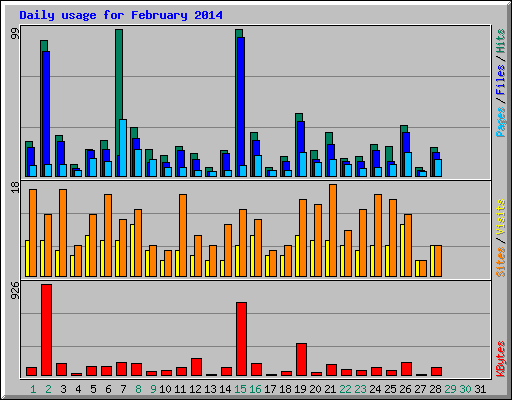 Daily usage for February 2014
99
Pages / Files / Hits
18
Sites / Visits
926
KBytes
1 2 3 4 5 6 7 8 9 10 11 12 13 14 15 16 17 18 19 20 21 22 23 24 25 26 27 28 29 30 31